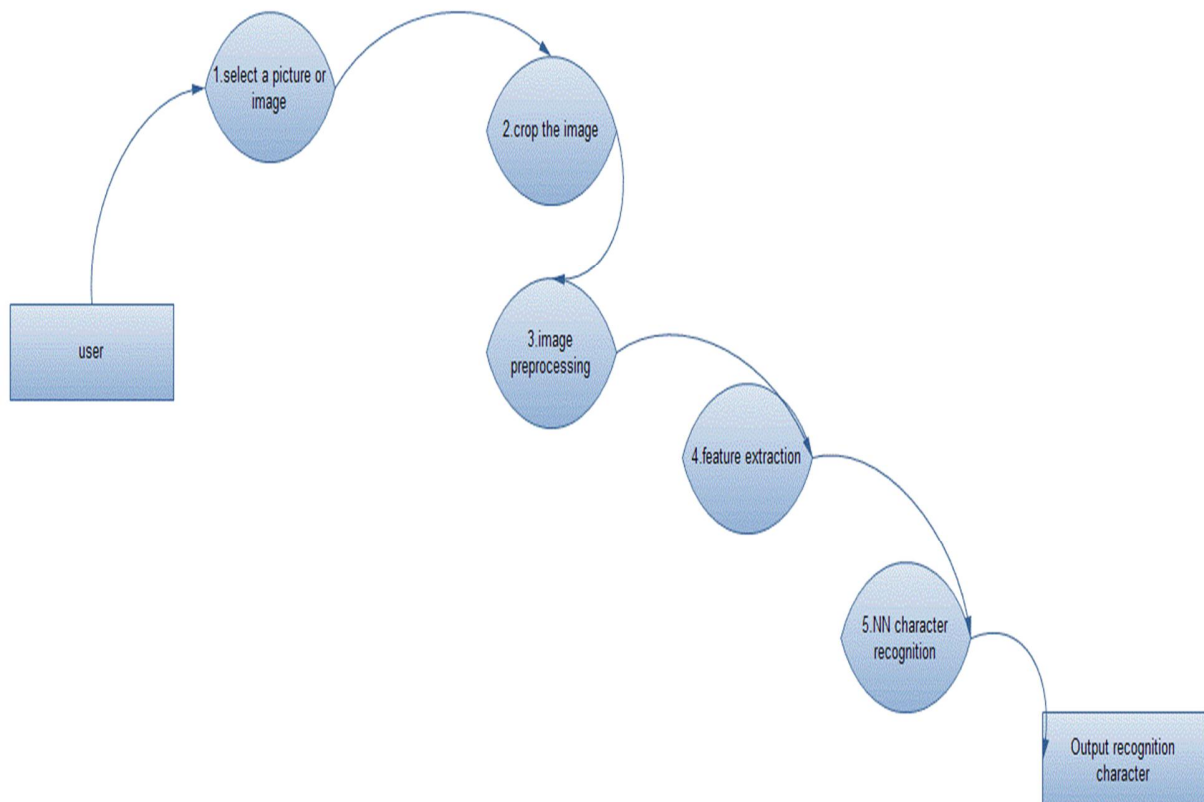 1.select a picture or
image
2.crop the image
user
3.image
preprocessing
4.feature extraction
5.NN character
recognition
Output recognition
character